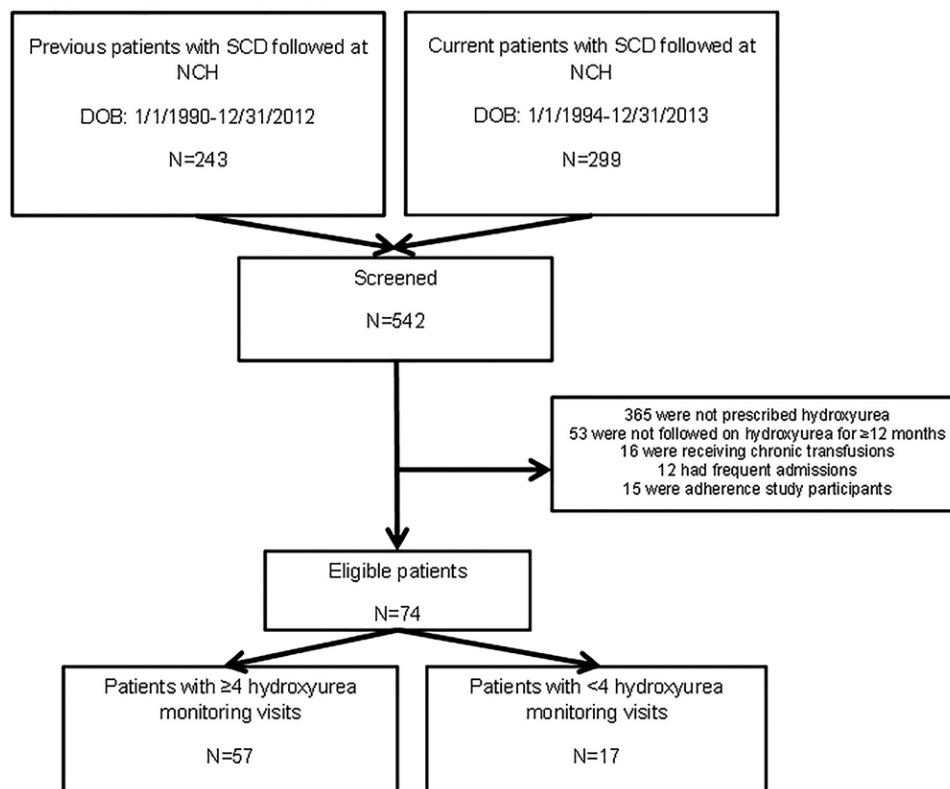 Previous patients with SCD followed at
NCH
DOB: 1/1/1990-12/31/2012
N=243
Current patients with SCD followed at
NCH
DOB: 1/1/1994-12/31/2013
N=299
Screened
N=542
365 were not prescribed hydroxyurea
53 were not followed on hydroxyurea for ≥12 months
16 were receiving chronic transfusions
12 had frequent admissions
15 were adherence study participants
Eligible patients
N=74
Patients with ≥4 hydroxyurea
monitoring visits
N=57
Patients with <4 hydroxyurea
monitoring visits
N=17